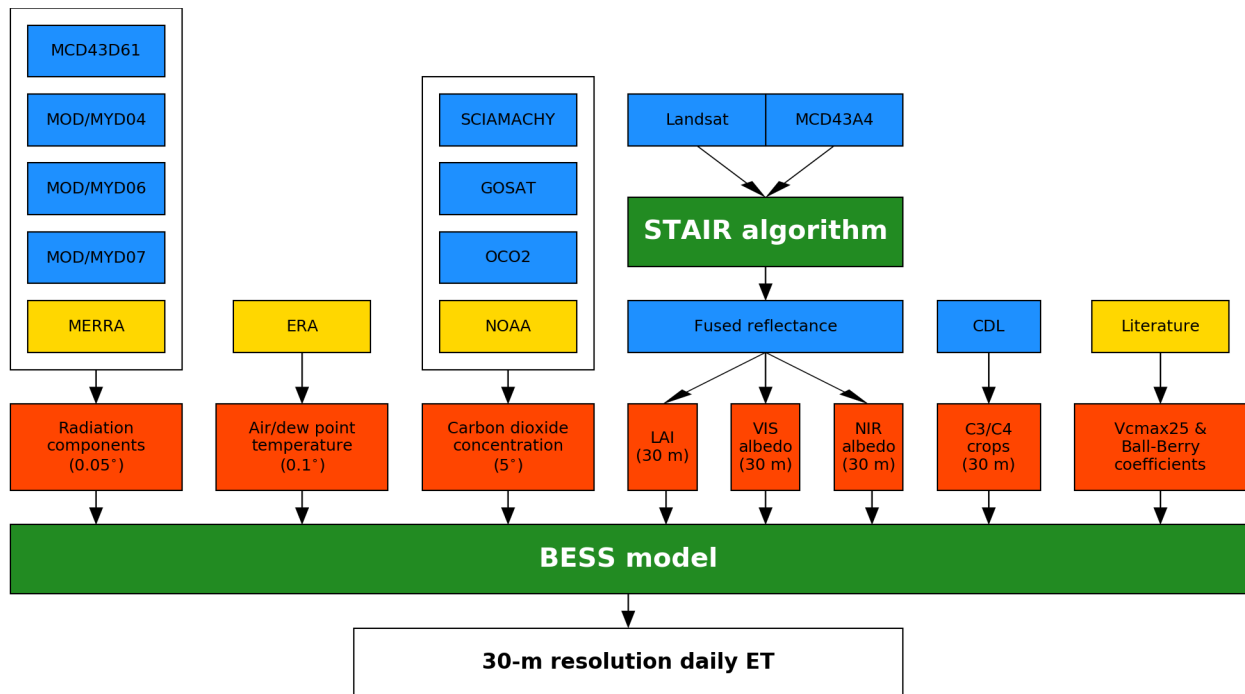 MCD43D61
MOD/MYD04
MOD/MYD06
MOD/MYD07
MERRA
ERA
SCIAMACHY
GOSAT
OCO2
NOAA
Landsat
MCD43A4
STAIR algorithm
Fused reflectance
CDL
Literature
Radiation
components
(0.05°)
Air/dew point
temperature
(0.1°)
Carbon dioxide
concentration
(5°)
LAI
(30 m)
VIS
albedo
(30 m)
NIR
albedo
(30 m)
C3/C4
crops
(30 m)
Vcmax25 &
Ball-Berry
coefficients
BESS model
30-m resolution daily ET